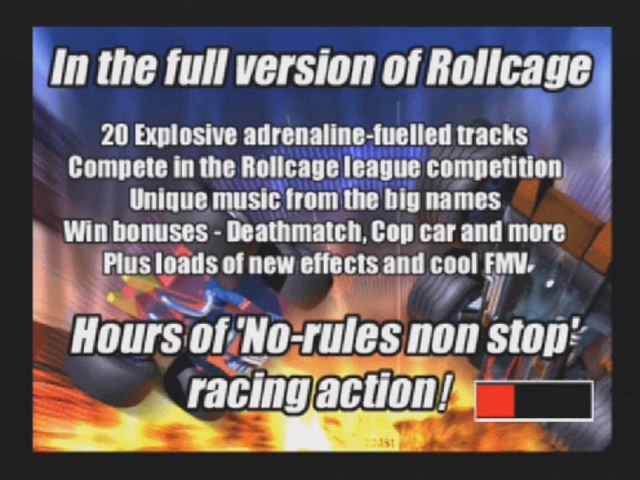 In the full version of Rollcage
20 Explosive adrenaline-fuelled tracks
Compete in the Rollcage league competition
Unique music from the big names
Win bonuses - Deathmatch, Cop car and more
Plus loads of new effects and cool FMV.
Hours of 'No-rules non stop'
racing action!